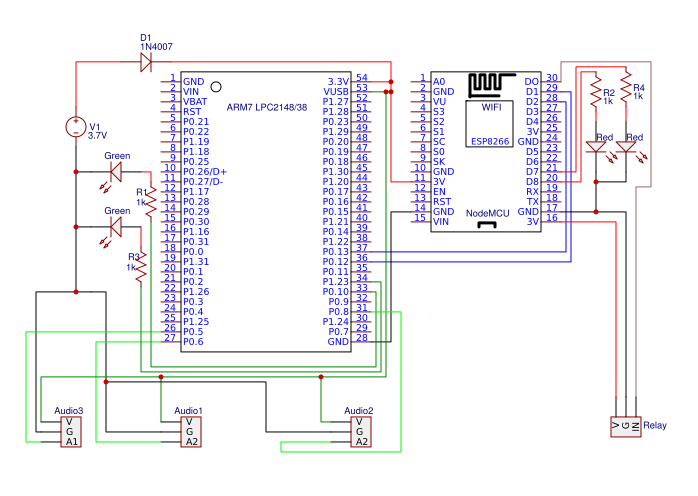 D1
1N4007
V1
3.7V
Green
R1
1k
Green
R3
1k
ARM7 LPC2148/38
1 GND
2 VIN
3 VBAT
4 RST
5 P0.21
6 P0.22
7 P1.19
8 P1.18
9 P0.25
10 P0.26/D+
11 P0.27/D-
12 P1.17
13 P0.28
14 P0.29
15 P0.30
16 P1.16
17 P0.31
18 P0.0
19 P1.31
20 P0.1
21 P0.2
22 P1.26
23 P0.3
24 P0.4
25 P1.25
26 P0.5
27 P0.6
3.3V 54
VUSB 53
P1.27 52
P1.28 51
P0.23 50
P1.29 49
P0.20 48
P0.19 47
P0.18 46
P1.30 45
P1.20 44
P0.17 43
P0.16 42
P0.15 41
P1.21 40
P0.14 39
P1.22 38
P0.13 37
P0.12 36
P0.11 35
P1.23 34
P0.10 33
P0.9 32
P0.8 31
P1.24 30
P0.7 29
GND 28
WIFI
ESP8266
NodeMCU
1 A0
2 GND
3 VU
4 S3
5 S2
6 S1
7 SC
8 S0
9 SK
10 GND
11 3V
12 EN
13 RST
14 GND
15 VIN
DO 30
D1 29
D2 28
D3 27
D4 26
3V 25
GND 24
D5 23
D6 22
D7 21
D8 20
RX 19
TX 18
GND 17
3V 16
R2
1k
R4
1k
Red
Red
Audio3
V
G
A1
Audio1
V
G
A2
Audio2
V
G
A2
V
G
IN
Relay